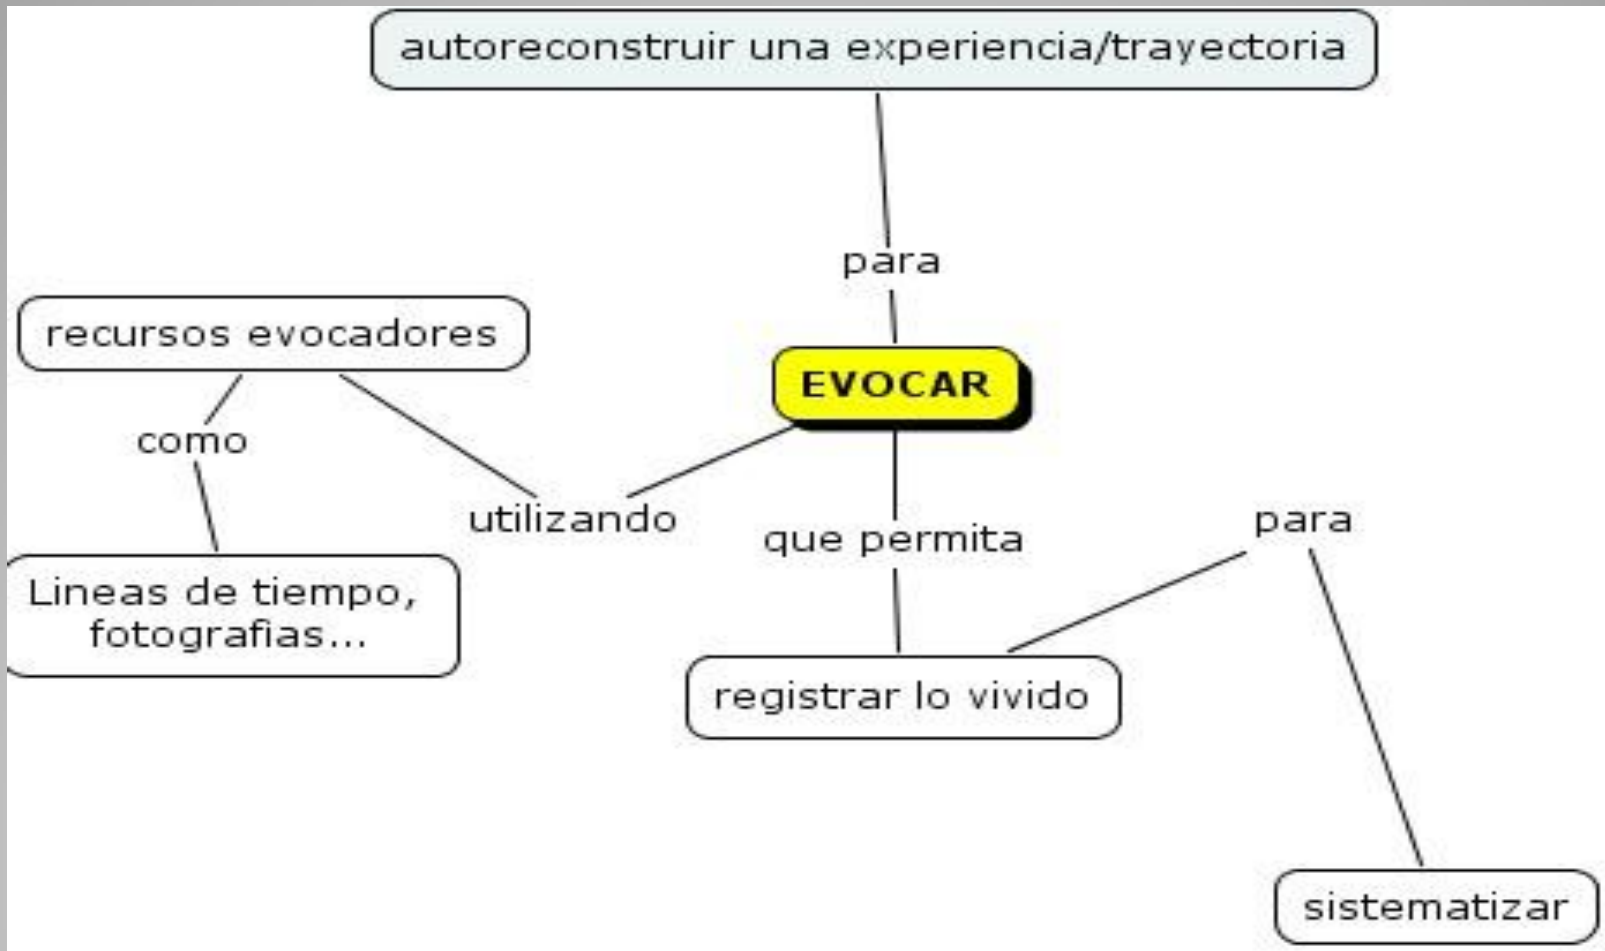 autoreconstruir una experiencia/trayectoria
para
recursos evocadores
EVOCAR
como
utilizando
que permita
para
Lineas de tiempo,
fotografias...
registrar lo vivido
sistematizar